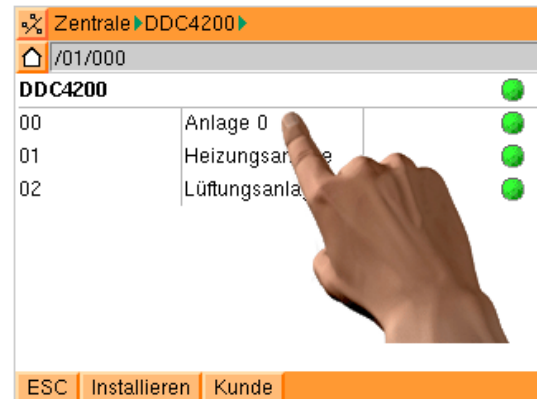 Zentrale DDC4200
/01/000
DDC4200
00 Anlage 0
01
02
ESC Installieren Kunde